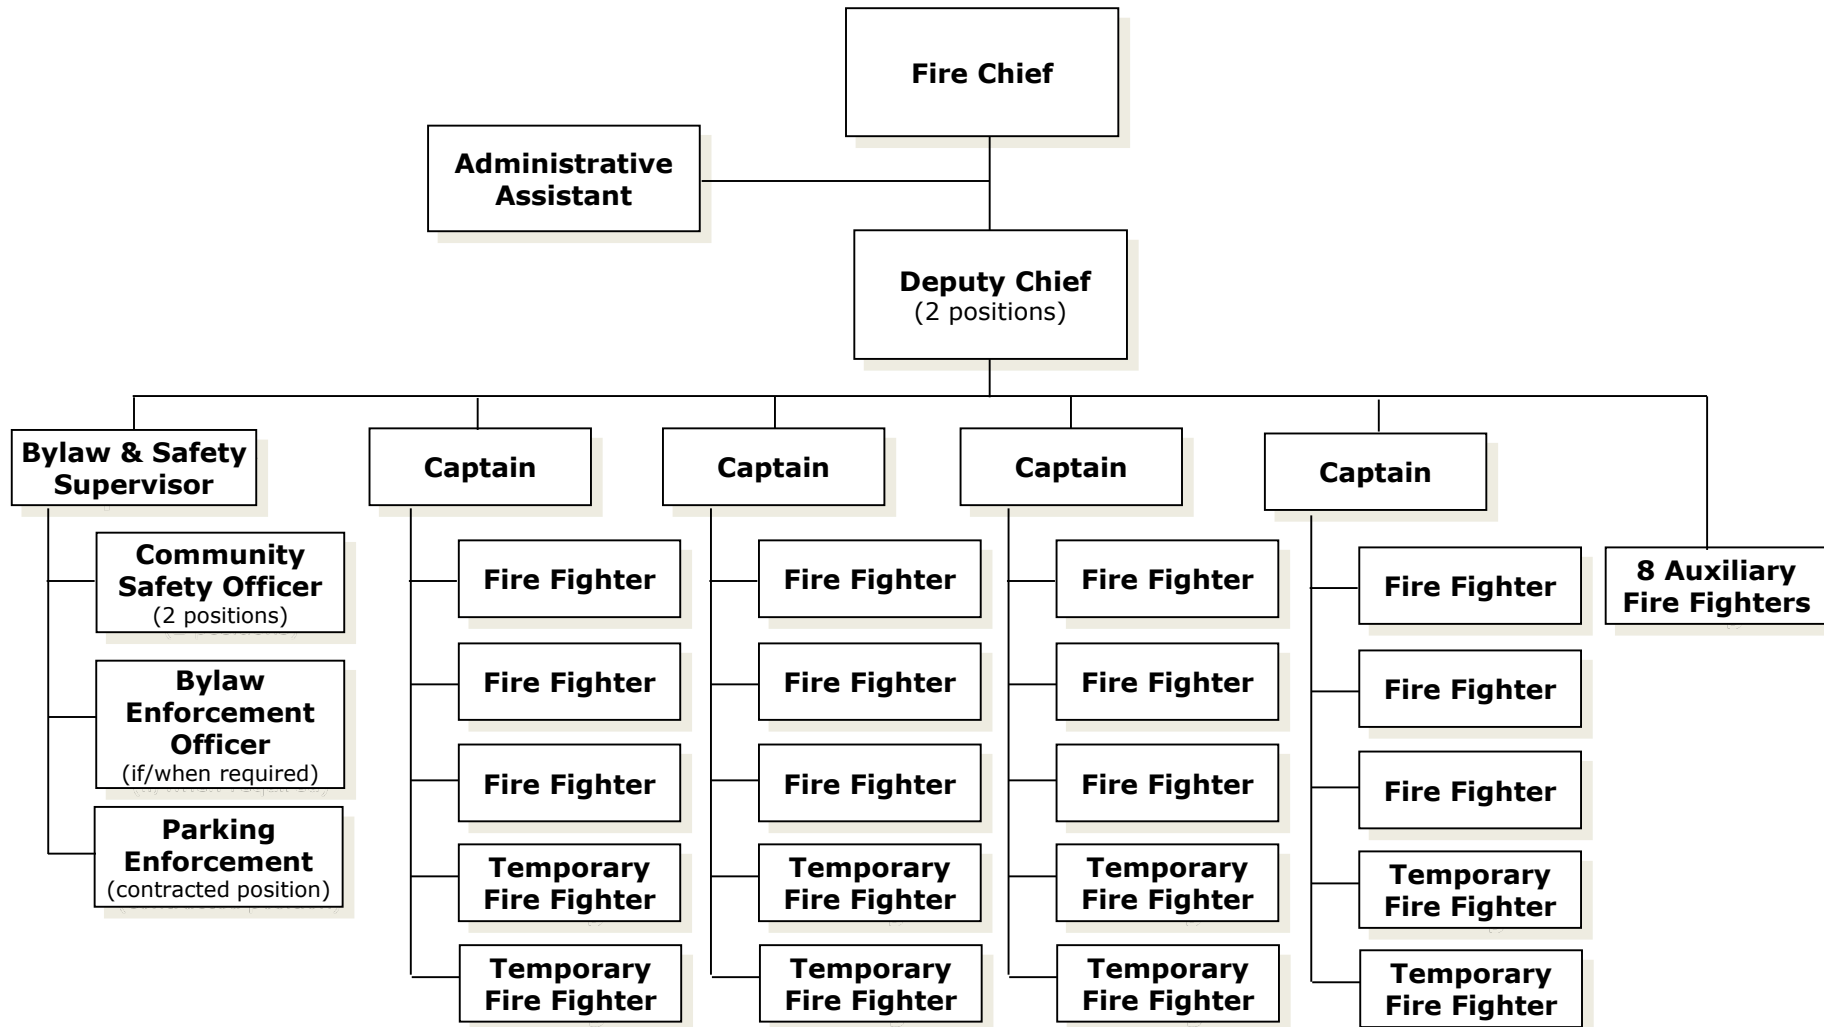 Fire Chief
Administrative
Assistant
Deputy Chief
(2 positions)
Bylaw & Safety
Supervisor
Community
Safety Officer
(2 positions)
Bylaw
Enforcement
Officer
(if/when required)
Parking
Enforcement
(contracted position)
Captain
Fire Fighter
Fire Fighter
Fire Fighter
Temporary
Fire Fighter
Temporary
Fire Fighter
Captain
Fire Fighter
Fire Fighter
Fire Fighter
Temporary
Fire Fighter
Temporary
Fire Fighter
Captain
Fire Fighter
Fire Fighter
Fire Fighter
Temporary
Fire Fighter
Temporary
Fire Fighter
Captain
Fire Fighter
Fire Fighter
Fire Fighter
Temporary
Fire Fighter
Temporary
Fire Fighter
8 Auxiliary
Fire Fighters